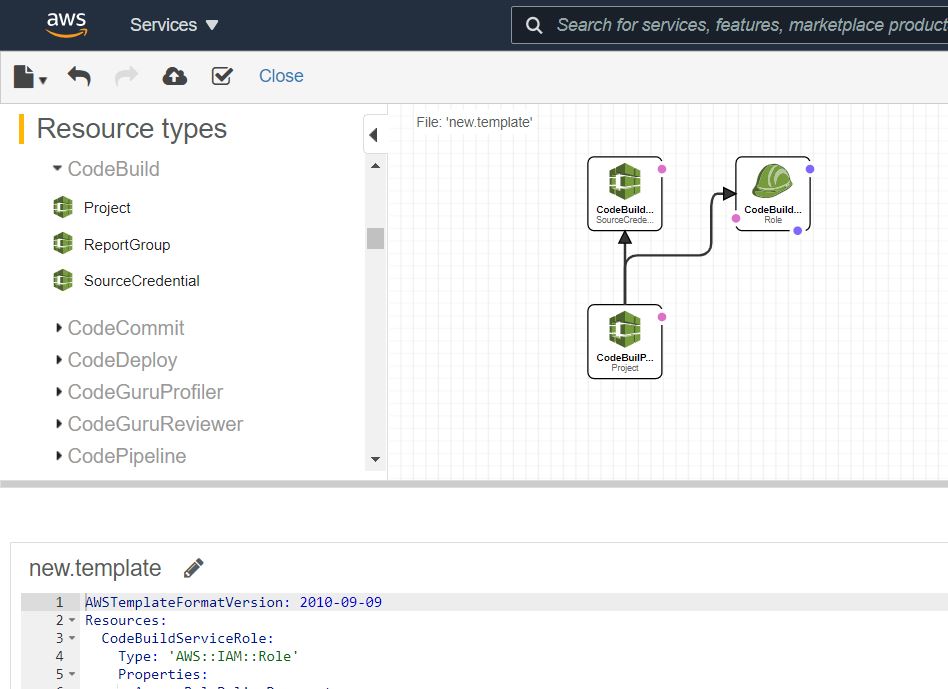 aws
Services
Search for services, features, marketplace product
Close
Resource types
CodeBuild
Project
ReportGroup
SourceCredential
CodeCommit
CodeDeploy
CodeGuruProfiler
CodeGuruReviewer
CodePipeline
File: 'new.template'
CodeBuild...
SourceCrede...
CodeBuild...
Role
CodeBuilP...
Project
new.template
1 AWSTemplateFormatVersion: 2010-09-09
2 Resources:
3 CodeBuildServiceRole:
4 Type: 'AWS::IAM::Role'
5 Properties: